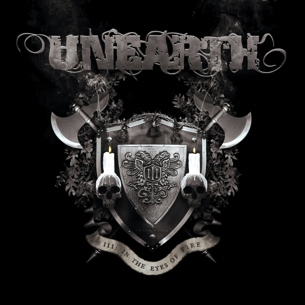 UNEARTH
III: IN THE EYES OF FIRE